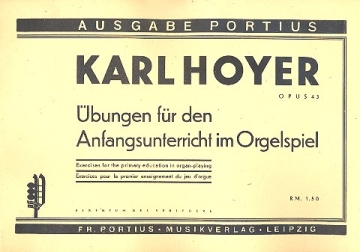 AUSGABE PORTIUS
KARL HOYER
OPUS 43
Übungen für den
Anfangsunterricht im Orgelspiel
Exercises for the primary education in organ-playing
Exercices pour le premier enseignement du jeu d'orgue
RM. 1,50
FR. PORTIUS · MUSIKVERLAG · LEIPZIG